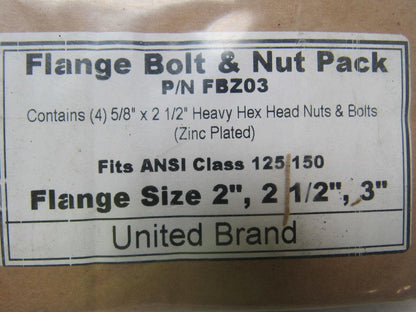 Flange Bolt & Nut Pack
P/N FBZ03
Contains (4) 5/8" x 2 1/2" Heavy Hex Head Nuts & Bolts
(Zinc Plated)
Fits ANSI Class 125/150
Flange Size 2", 2 1/2", 3"
United Brand